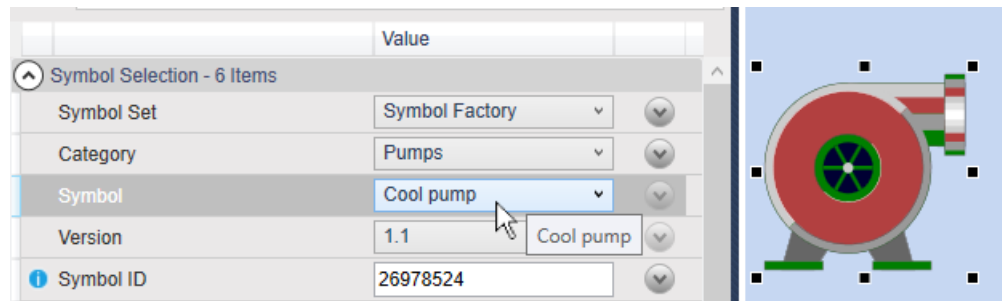 Value
Symbol Selection - 6 Items
Symbol Set Symbol Factory
Category Pumps
Symbol Cool pump
Version 1.1 Cool pump
Symbol ID 26978524